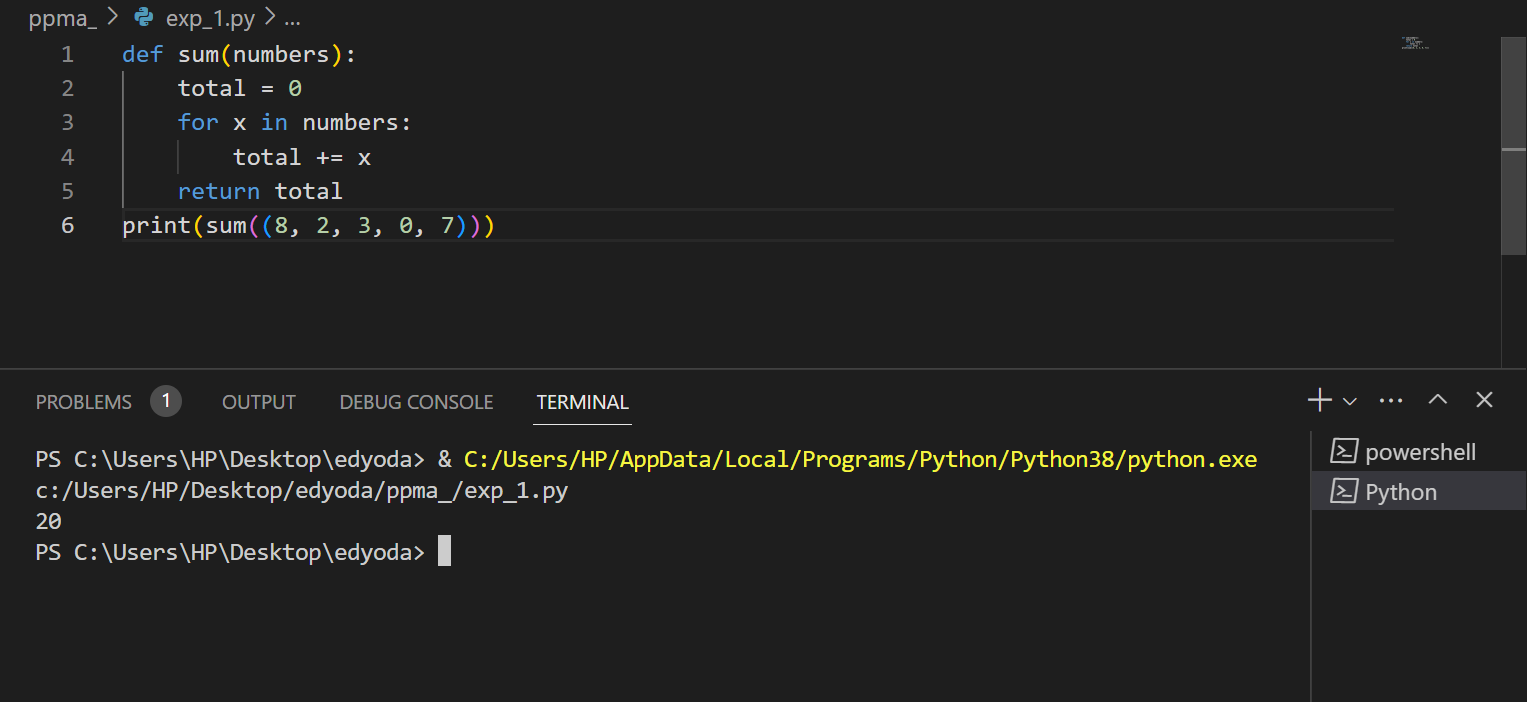 ppma_ > exp_1.py > ...
1 def sum(numbers):
2     total = 0
3     for x in numbers:
4         total += x
5     return total
6 print(sum((8, 2, 3, 0, 7)))
PROBLEMS 1 OUTPUT DEBUG CONSOLE TERMINAL
PS C:\Users\HP\Desktop\edyoda> & C:/Users/HP/AppData/Local/Programs/Python/Python38/python.exe
c:/Users/HP/Desktop/edyoda/ppma_/exp_1.py
20
PS C:\Users\HP\Desktop\edyoda>
powershell
Python